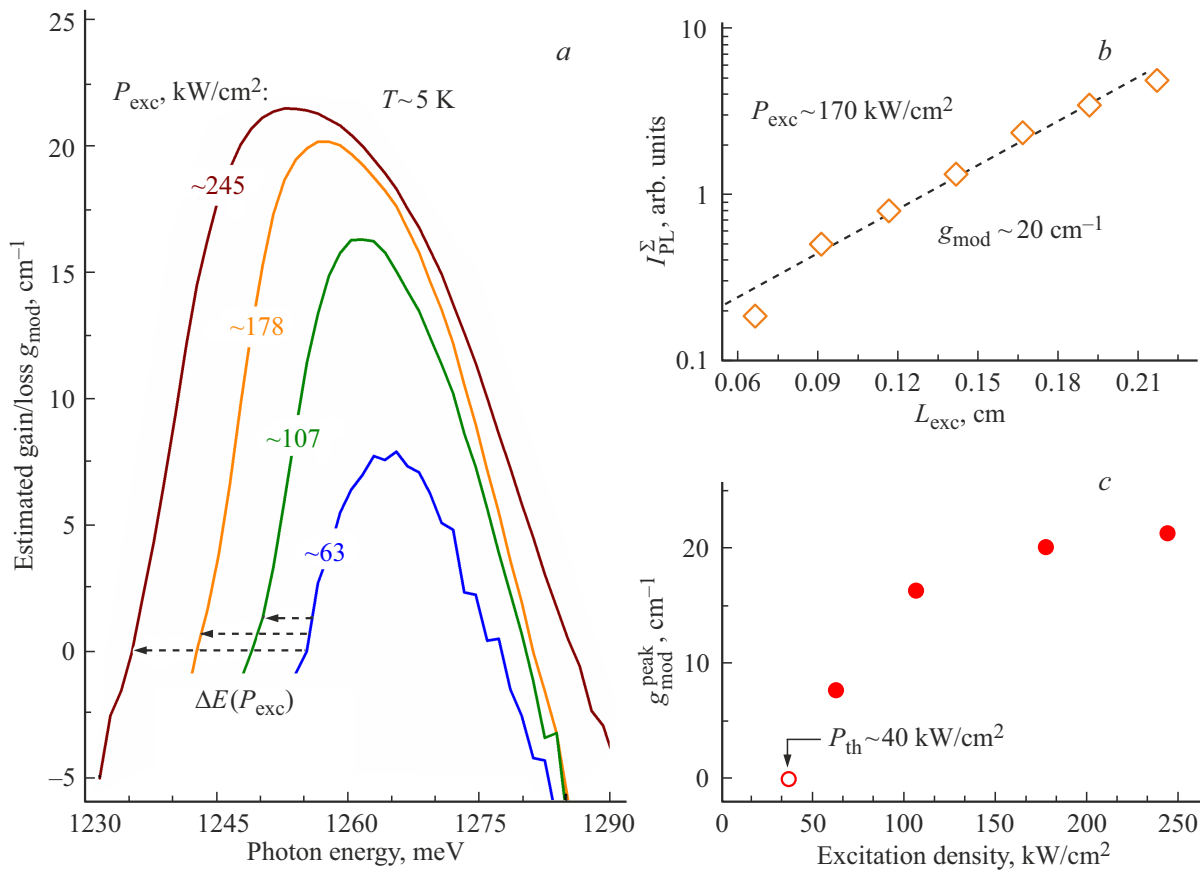 a
P_exc, kW/cm²:
T ~ 5 K
~245
~178
~107
~63
ΔE(P_exc)
25
20
15
10
5
0
–5
Estimated gain/loss g_mod, cm⁻¹
1230 1245 1260 1275 1290
Photon energy, meV
b
P_exc ~ 170 kW/cm²
g_mod ~ 20 cm⁻¹
10
1
0.1
I_PL^Σ, arb. units
0.06 0.09 0.12 0.15 0.18 0.21
L_exc, cm
c
P_th ~ 40 kW/cm²
20
10
0
g_mod^peak, cm⁻¹
0 50 100 150 200 250
Excitation density, kW/cm²